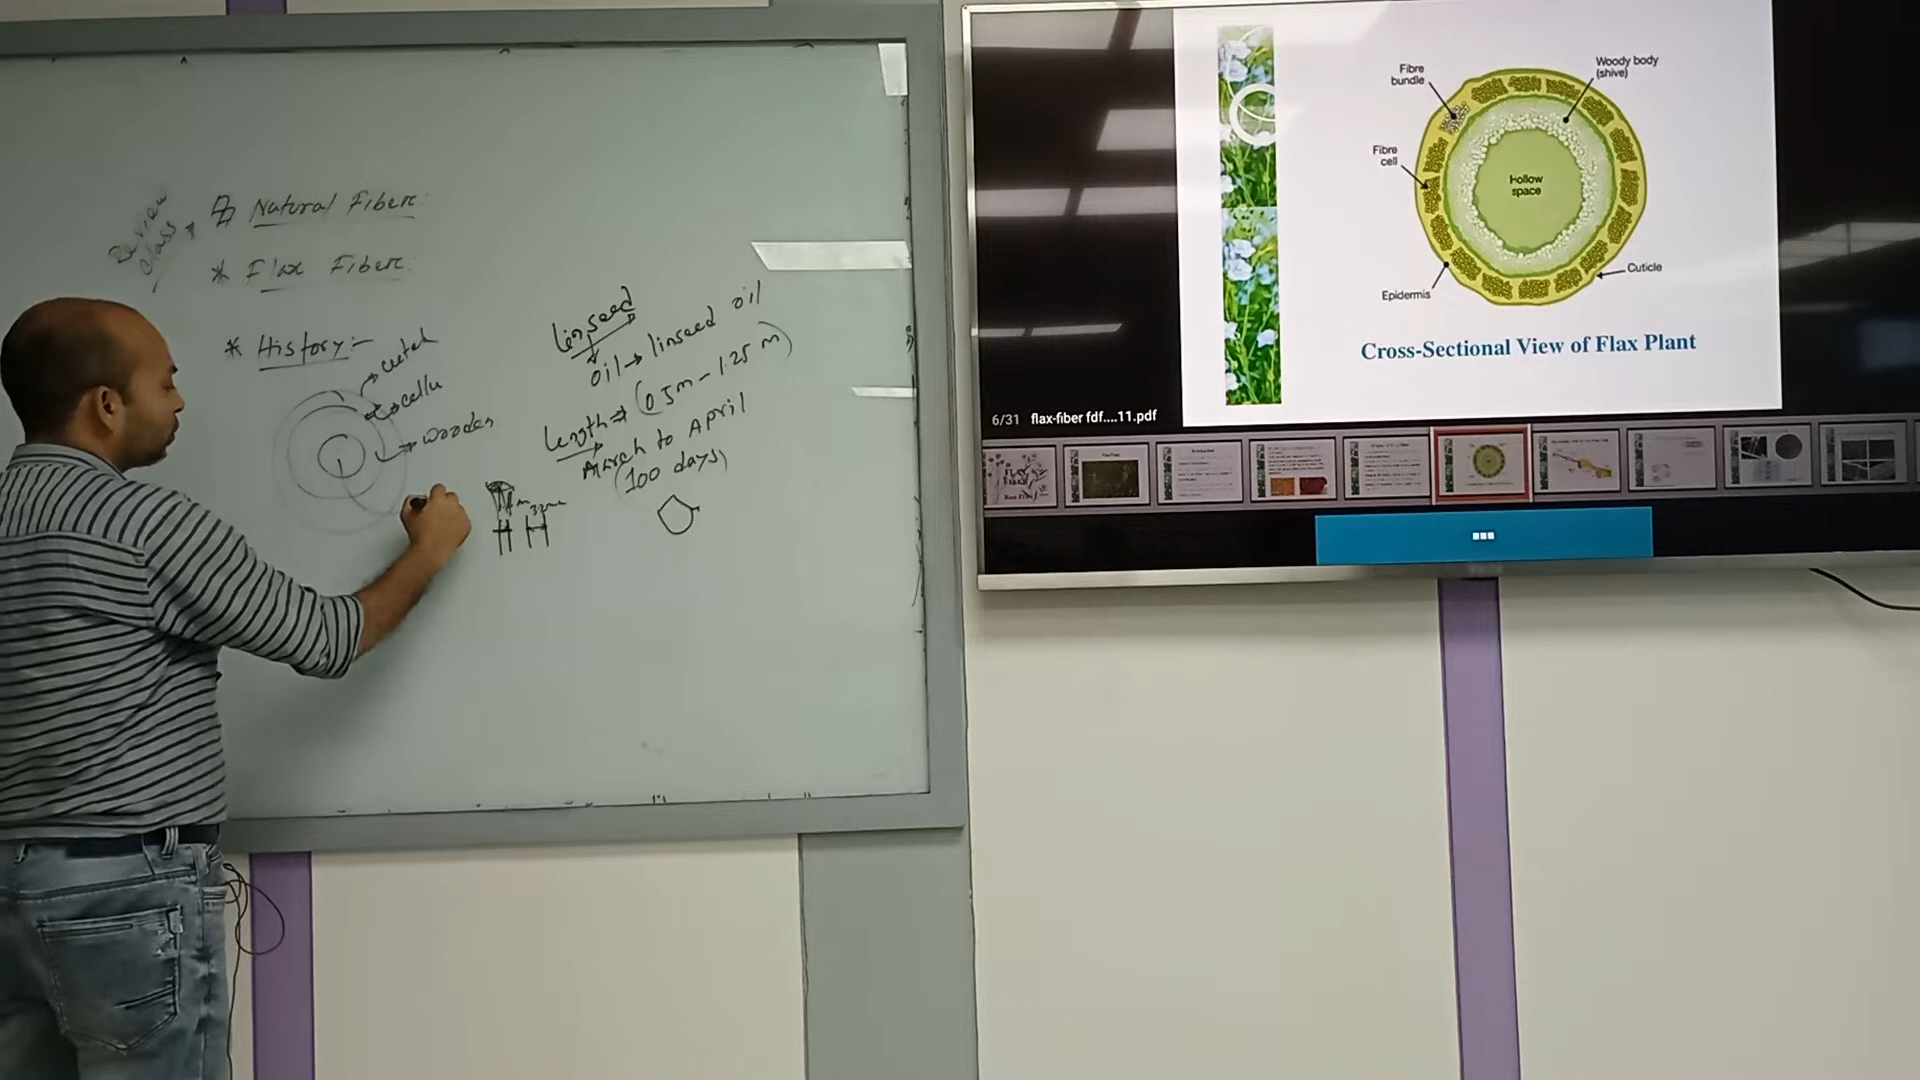 Review
class
Natural Fiber:
* Flax Fiber:
* History:-
wooden
linseed
oil → linseed oil
Length ⇒ (0.5m - 1.25 m)
March to April
(100 days)
Fibre
bundle
Woody body
(shive)
Fibre
cell
Hollow
space
Cuticle
Epidermis
Cross-Sectional View of Flax Plant
6/31 flax-fiber fdf....11.pdf